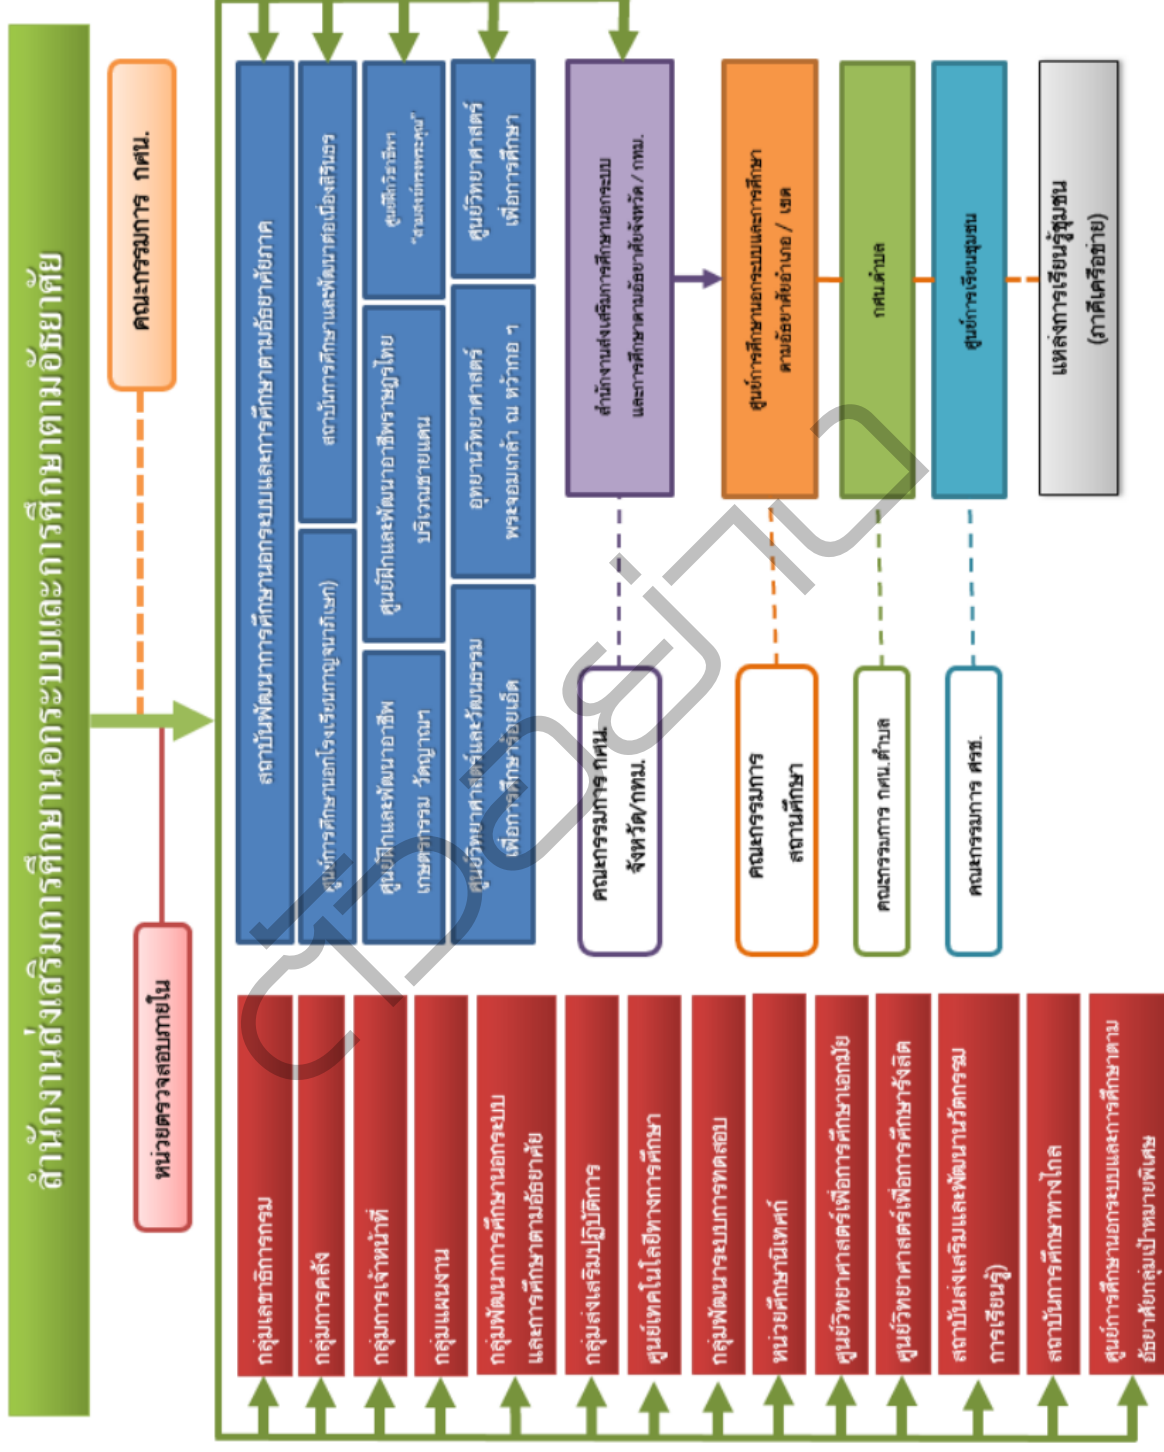 สำนักงานส่งเสริมการศึกษานอกระบบและการศึกษาตามอัธยาศัย
คณะกรรมการ กศน.
หน่วยตรวจสอบภายใน
กลุ่มเลขาธิการกรม
กลุ่มการคลัง
กลุ่มการเจ้าหน้าที่
กลุ่มแผนงาน
กลุ่มพัฒนาการศึกษานอกระบบ
และการศึกษาตามอัธยาศัย
กลุ่มส่งเสริมปฏิบัติการ
ศูนย์เทคโนโลยีทางการศึกษา
กลุ่มพัฒนาระบบการทดสอบ
หน่วยศึกษานิเทศก์
ศูนย์วิทยาศาสตร์เพื่อการศึกษาเอกมัย
ศูนย์วิทยาศาสตร์เพื่อการศึกษารังสิต
สถาบันส่งเสริมและพัฒนานวัตกรรม
การเรียนรู้)
สถาบันการศึกษาทางไกล
ศูนย์การศึกษานอกระบบและการศึกษาตาม
อัธยาศัยกลุ่มเป้าหมายพิเศษ
สถาบันพัฒนาการศึกษานอกระบบและการศึกษาตามอัธยาศัยภาค
ศูนย์การศึกษานอกโรงเรียนกาญจนาภิเษก)
สถาบันการศึกษาและพัฒนาต่อเนื่องสิรินธร
ศูนย์ฝึกและพัฒนาอาชีพ
เกษตรกรรม วัดญาณฯ
ศูนย์ฝึกและพัฒนาอาชีพราษฎรไทย
บริเวณชายแดน
ศูนย์ฝึกวิชาชีพฯ
"สามสงฆ์ทรงพระคุณ"
ศูนย์วิทยาศาสตร์และวัฒนธรรม
เพื่อการศึกษาร้อยเอ็ด
อุทยานวิทยาศาสตร์
พระจอมเกล้า ณ หว้ากอ ฯ
ศูนย์วิทยาศาสตร์
เพื่อการศึกษา
คณะกรรมการ กศน.
จังหวัด/กทม.
สำนักงานส่งเสริมการศึกษานอกระบบ
และการศึกษาตามอัธยาศัยจังหวัด / กทม.
คณะกรรมการ
สถานศึกษา
ศูนย์การศึกษานอกระบบและการศึกษา
ตามอัธยาศัยอำเภอ / เขต
คณะกรรมการ กศน.ตำบล
กศน.ตำบล
คณะกรรมการ ศรช.
ศูนย์การเรียนชุมชน
แหล่งการเรียนรู้ชุมชน
(ภาคีเครือข่าย)
ตัวอย่าง